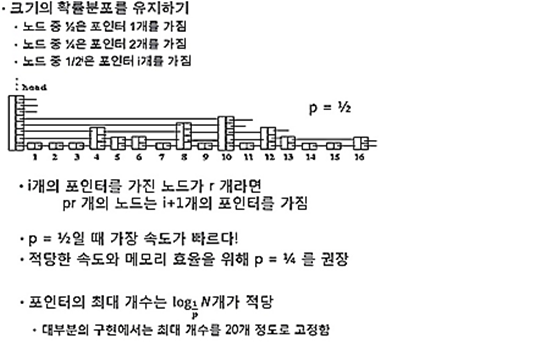 • 크기의 확률분포를 유지하기
• 노드 중 ½은 포인터 1개를 가짐
• 노드 중 ¼은 포인터 2개를 가짐
• 노드 중 1/2ⁱ은 포인터 i개를 가짐
head
p = ½
1 2 3 4 5 6 7 8 9 10 11 12 13 14 15 16
• i개의 포인터를 가진 노드가 r 개라면
pr 개의 노드는 i+1개의 포인터를 가짐
• p = ½일 때 가장 속도가 빠르다!
• 적당한 속도와 메모리 효율을 위해 p = ¼ 를 권장
• 포인터의 최대 개수는 log_{1/p} N개가 적당
• 대부분의 구현에서는 최대 개수를 20개 정도로 고정함